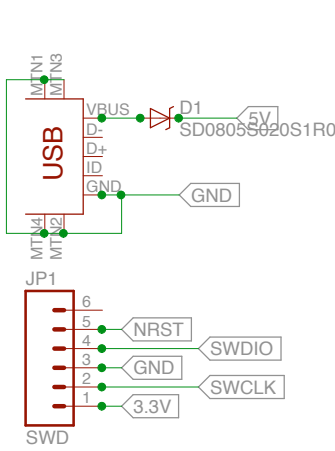 MTN1
MTN3
USB
VBUS
D-
D+
ID
GND
MTN4
MTN2
D1
SD0805S020S1R0
5V
GND
JP1
6
5
4
3
2
1
NRST
SWDIO
GND
SWCLK
3.3V
SWD